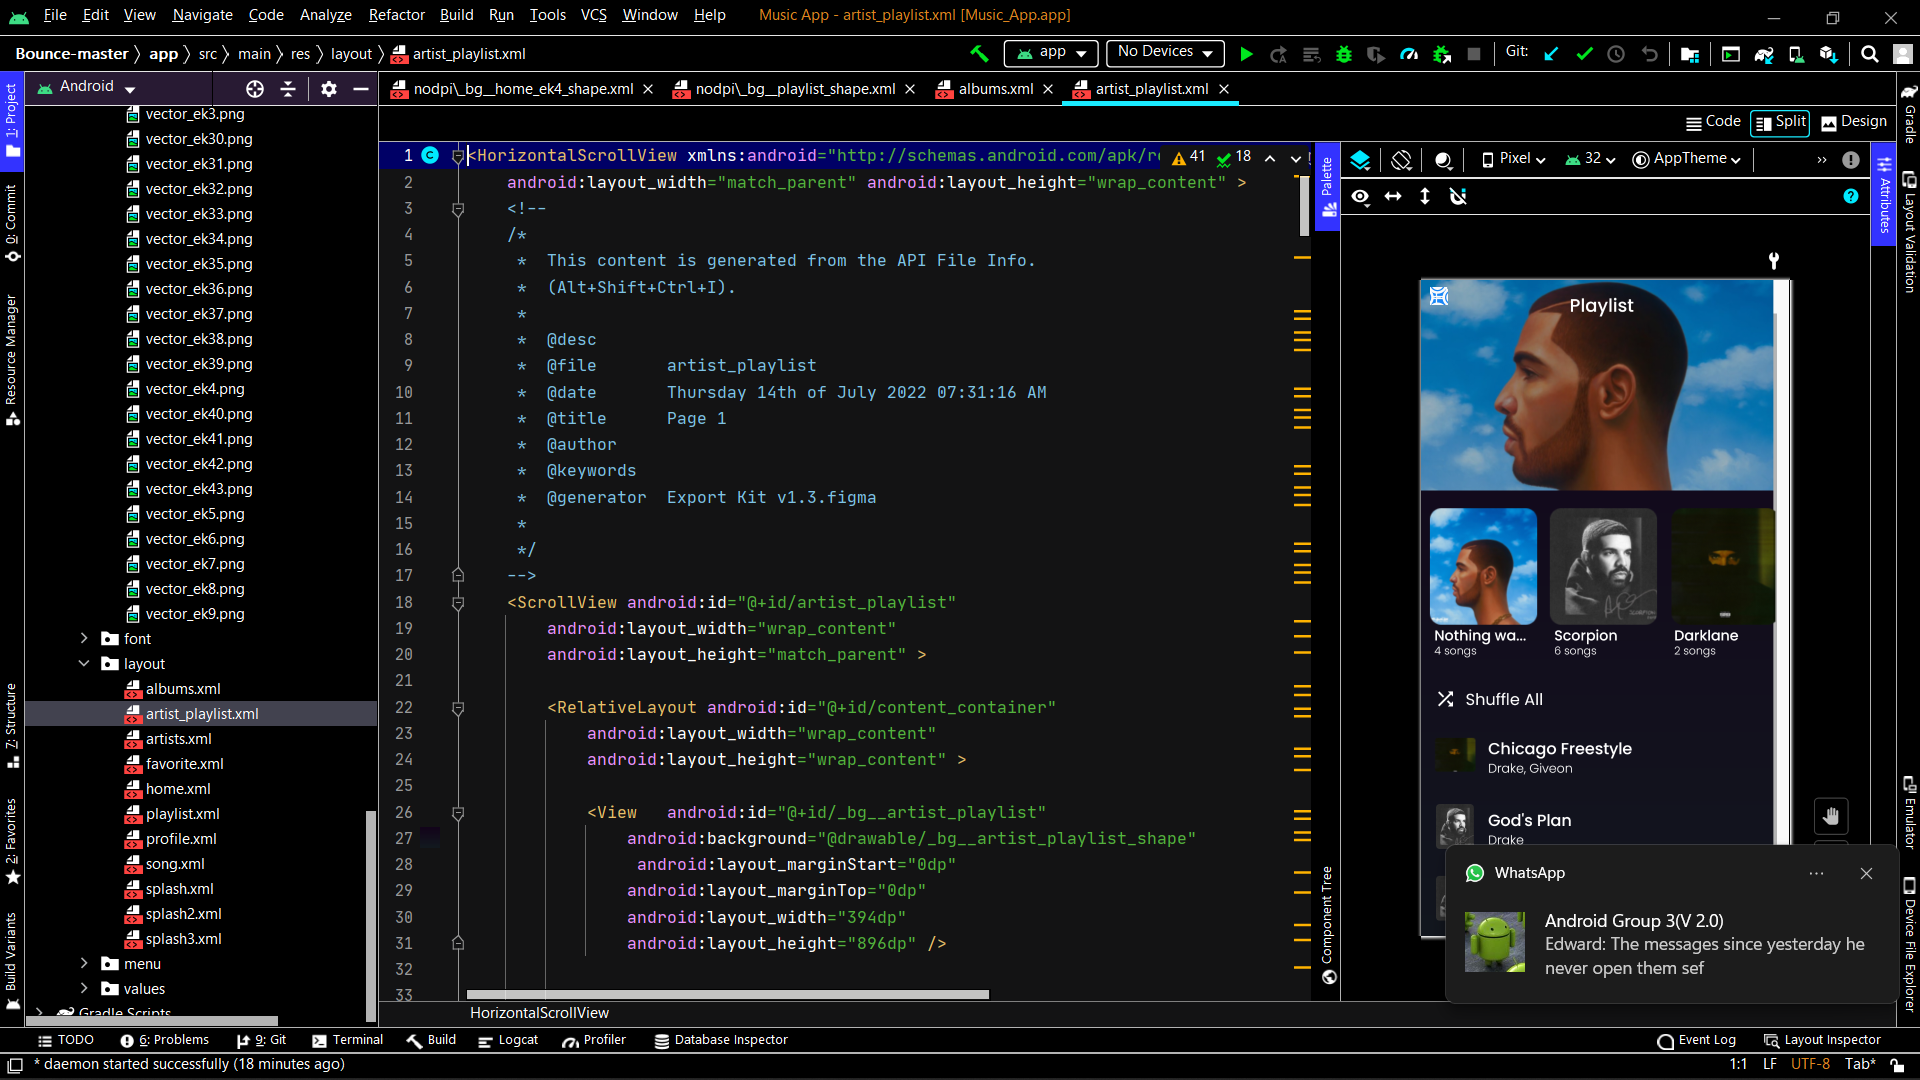 File Edit View Navigate Code Analyze Refactor Build Run Tools VCS Window Help Music App - artist_playlist.xml [Music_App.app]
Bounce-master app src main res layout artist_playlist.xml
app No Devices Git:
Android
nodpi\_bg__home_ek4_shape.xml nodpi\_bg__playlist_shape.xml albums.xml artist_playlist.xml
Code Split Design
1: Project
0: Commit
Resource Manager
7: Structure
2: Favorites
Build Variants
vector_ek3.png
vector_ek30.png
vector_ek31.png
vector_ek32.png
vector_ek33.png
vector_ek34.png
vector_ek35.png
vector_ek36.png
vector_ek37.png
vector_ek38.png
vector_ek39.png
vector_ek4.png
vector_ek40.png
vector_ek41.png
vector_ek42.png
vector_ek43.png
vector_ek5.png
vector_ek6.png
vector_ek7.png
vector_ek8.png
vector_ek9.png
font
layout
albums.xml
artist_playlist.xml
artists.xml
favorite.xml
home.xml
playlist.xml
profile.xml
song.xml
splash.xml
splash2.xml
splash3.xml
menu
values
Gradle Scripts
1 C <HorizontalScrollView xmlns:android="http://schemas.android.com/apk/re 41 18
2 android:layout_width="match_parent" android:layout_height="wrap_content" >
3 <!--
4 /*
5 * This content is generated from the API File Info.
6 * (Alt+Shift+Ctrl+I).
7 *
8 * @desc
9 * @file artist_playlist
10 * @date Thursday 14th of July 2022 07:31:16 AM
11 * @title Page 1
12 * @author
13 * @keywords
14 * @generator Export Kit v1.3.figma
15 *
16 */
17 -->
18 <ScrollView android:id="@+id/artist_playlist"
19 android:layout_width="wrap_content"
20 android:layout_height="match_parent" >
21
22 <RelativeLayout android:id="@+id/content_container"
23 android:layout_width="wrap_content"
24 android:layout_height="wrap_content" >
25
26 <View android:id="@+id/_bg__artist_playlist"
27 android:background="@drawable/_bg__artist_playlist_shape"
28 android:layout_marginStart="0dp"
29 android:layout_marginTop="0dp"
30 android:layout_width="394dp"
31 android:layout_height="896dp" />
32
33
HorizontalScrollView
Palette
Component Tree
Pixel 32 AppTheme
Playlist
Nothing wa... Scorpion Darklane
4 songs 6 songs 2 songs
Shuffle All
Chicago Freestyle
Drake, Giveon
God's Plan
Drake
WhatsApp
Android Group 3(V 2.0)
Edward: The messages since yesterday he
never open them sef
Attributes
Gradle
Layout Validation
Emulator
Device File Explorer
TODO 6: Problems 9: Git Terminal Build Logcat Profiler Database Inspector Event Log Layout Inspector
* daemon started successfully (18 minutes ago) 1:1 LF UTF-8 Tab*